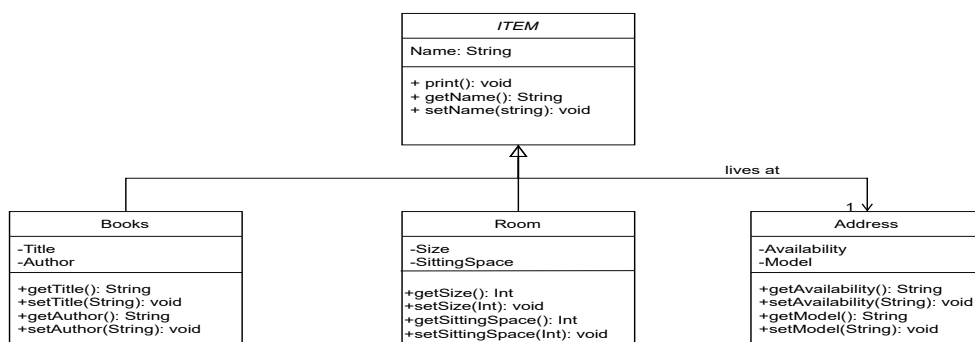 ITEM
Name: String
+ print(): void
+ getName(): String
+ setName(string): void
lives at
1
Books
-Title
-Author
+getTitle(): String
+setTitle(String): void
+getAuthor(): String
+setAuthor(String): void
Room
-Size
-SittingSpace
+getSize(): Int
+setSize(Int): void
+getSittingSpace(): Int
+setSittingSpace(Int): void
Address
-Availability
-Model
+getAvailability(): String
+setAvailability(String): void
+getModel(): String
+setModel(String): void